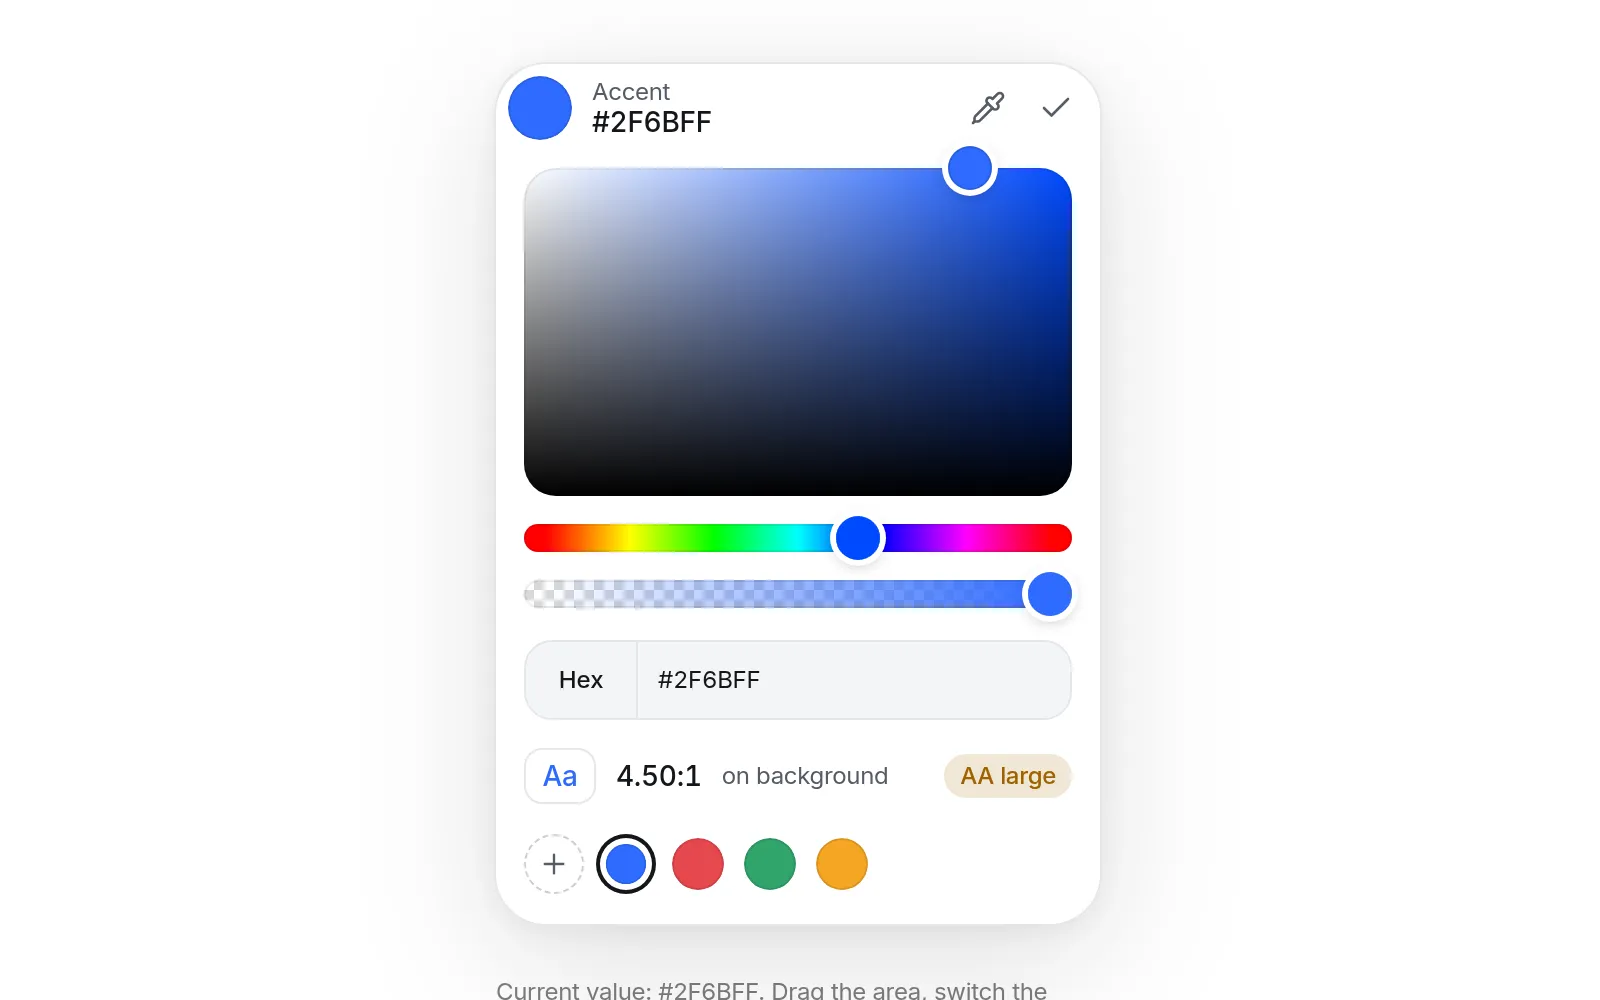 Accent
#2F6BFF
Hex
#2F6BFF
Aa
4.50:1
on background
AA large
Current value: #2F6BFF. Drag the area, switch the